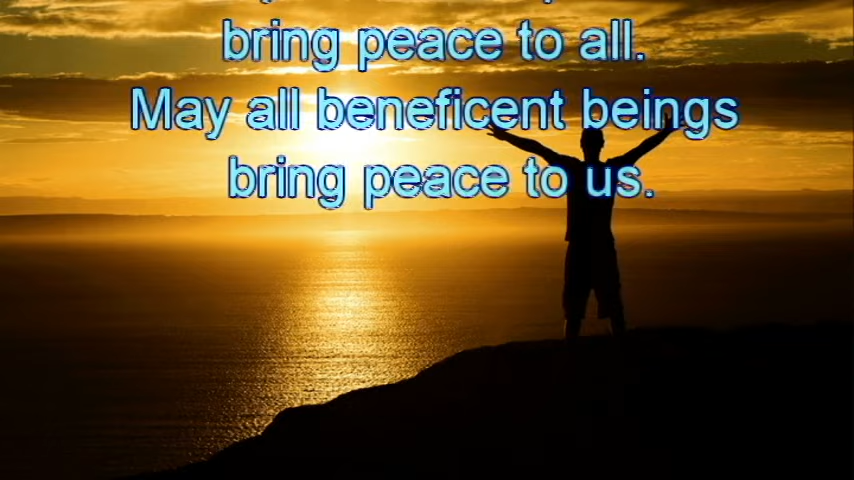 bring peace to all.
May all beneficent beings
bring peace to us.